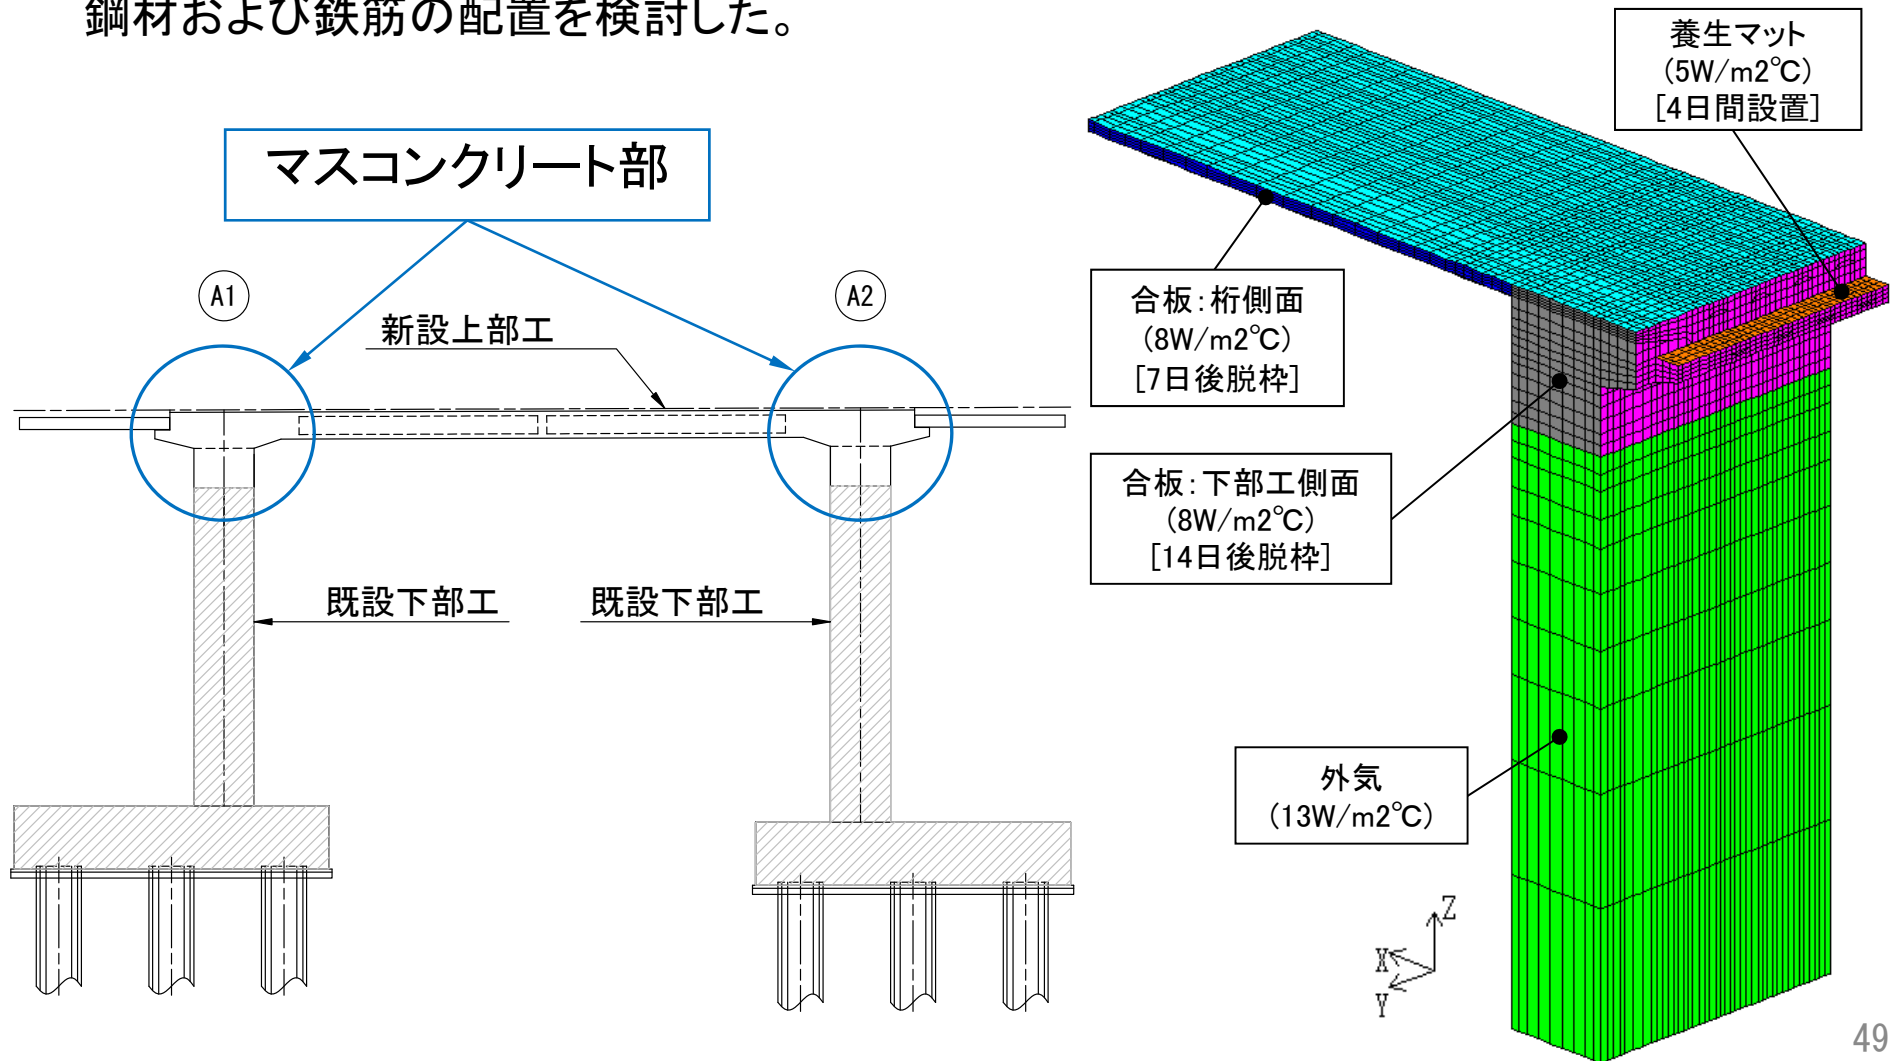 鋼材および鉄筋の配置を検討した。
マスコンクリート部
A1
A2
新設上部工
既設下部工
既設下部工
養生マット
(5W/m2℃)
[4日間設置]
合板:桁側面
(8W/m2℃)
[7日後脱枠]
合板:下部工側面
(8W/m2℃)
[14日後脱枠]
外気
(13W/m2℃)
Z
X
Y
49